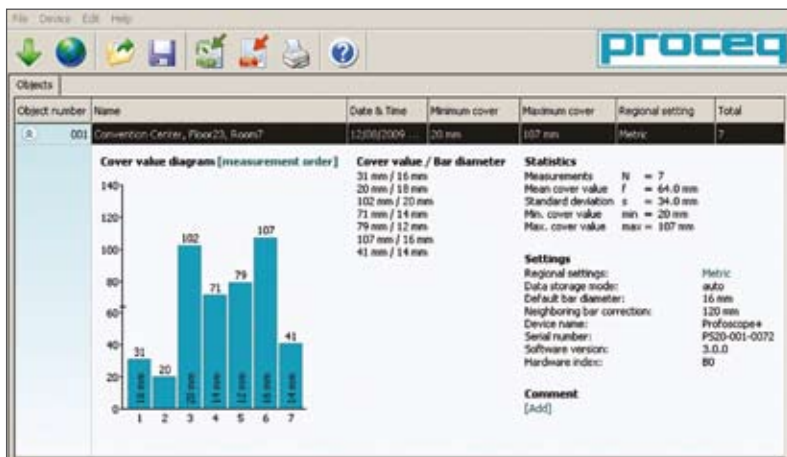 File Device Edit Help
proceq
Objects
Object number Name Date & Time Minimum cover Maximum cover Regional setting Total
001 Convention Center, Floor23, Room7 12/08/2009 ... 20 mm 107 mm Metric 7
Cover value diagram [measurement order]
140
120
100
80
60
40
20
0
31
20
102
71
79
107
41
16 mm
20 mm
14 mm
12 mm
16 mm
14 mm
1 2 3 4 5 6 7
Cover value / Bar diameter
31 mm / 16 mm
20 mm / 18 mm
102 mm / 20 mm
71 mm / 14 mm
79 mm / 12 mm
107 mm / 16 mm
41 mm / 14 mm
Statistics
Measurements N = 7
Mean cover value = 64.0 mm
Standard deviation s = 34.0 mm
Min. cover value min = 20 mm
Max. cover value max = 107 mm
Settings
Regional settings: Metric
Data storage mode: auto
Default bar diameter: 16 mm
Neighboring bar correction: 120 mm
Device name: Profoscope+
Serial number: PS20-001-0072
Software version: 3.0.0
Hardware index: B0
Comment
[Add]